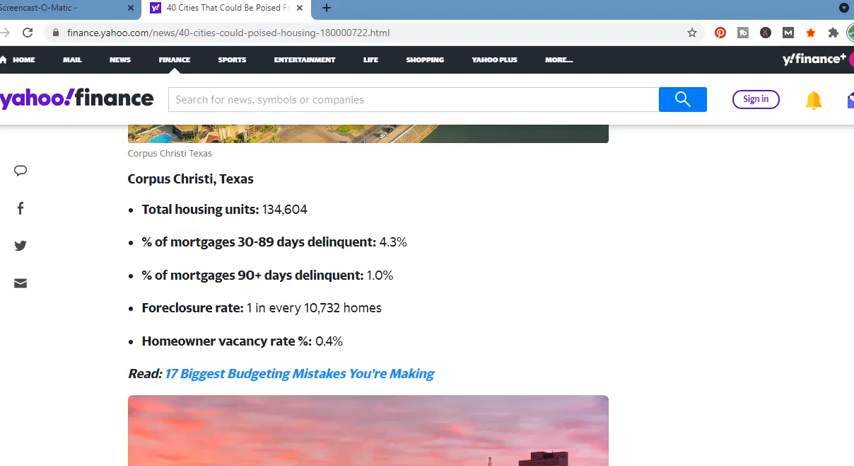 Screencast-O-Matic -
40 Cities That Could Be Poised F
finance.yahoo.com/news/40-cities-could-poised-housing-180000722.html
HOME MAIL NEWS FINANCE SPORTS ENTERTAINMENT LIFE SHOPPING YAHOO PLUS MORE... y!finance+
yahoo!finance Search for news, symbols or companies Sign in
Corpus Christi Texas
Corpus Christi, Texas
• Total housing units: 134,604
• % of mortgages 30-89 days delinquent: 4.3%
• % of mortgages 90+ days delinquent: 1.0%
• Foreclosure rate: 1 in every 10,732 homes
• Homeowner vacancy rate %: 0.4%
Read: 17 Biggest Budgeting Mistakes You're Making